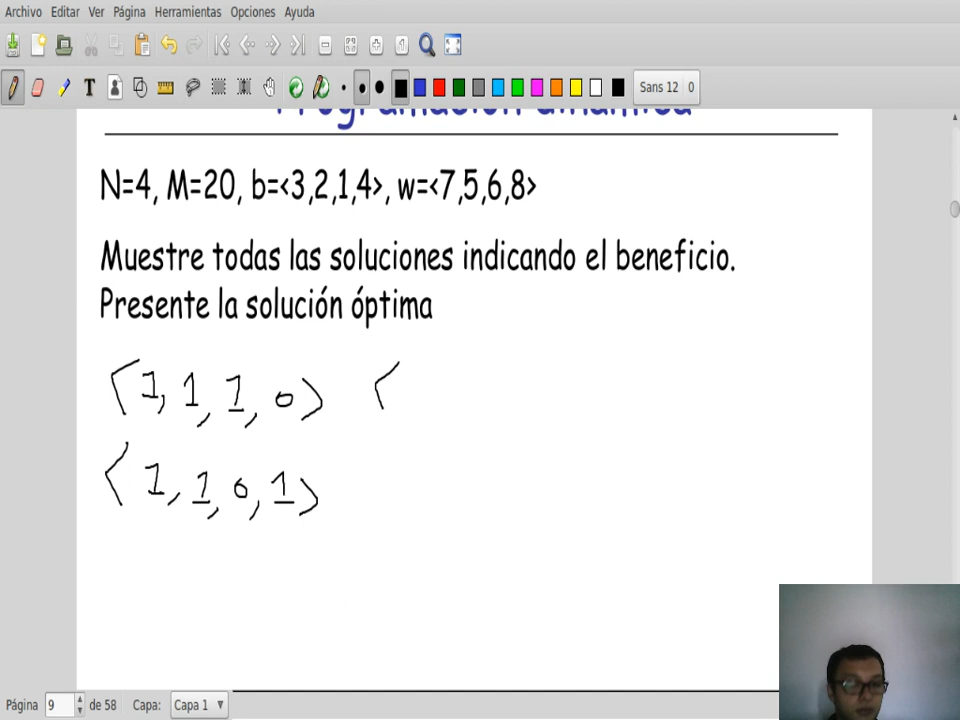 Archivo Editar Ver Página Herramientas Opciones Ayuda
T Sans 12 0
Programación dinámica
N=4, M=20, b=<3,2,1,4>, w=<7,5,6,8>
Muestre todas las soluciones indicando el beneficio.
Presente la solución óptima
<1, 1, 1, 0> <
<1, 1, 0, 1>
Página 9 de 58 Capa: Capa 1